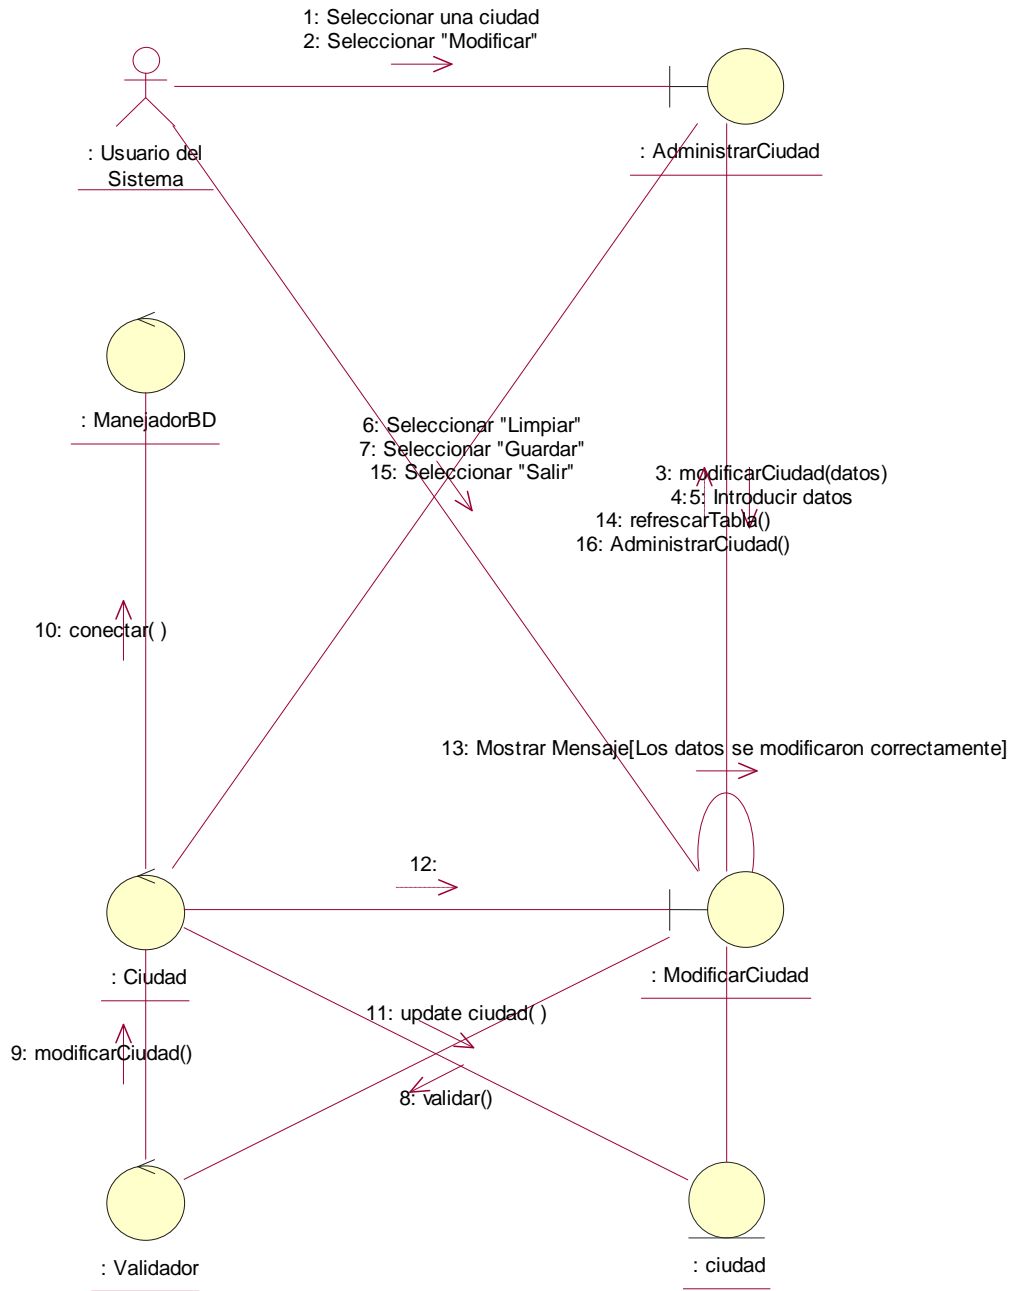 1: Seleccionar una ciudad
2: Seleccionar "Modificar"
: Usuario del
Sistema
: AdministrarCiudad
: ManejadorBD
6: Seleccionar "Limpiar"
7: Seleccionar "Guardar"
15: Seleccionar "Salir"
3: modificarCiudad(datos)
4:5: Introducir datos
14: refrescarTabla()
16: AdministrarCiudad()
10: conectar( )
13: Mostrar Mensaje[Los datos se modificaron correctamente]
12:
: Ciudad
: ModificarCiudad
11: update ciudad( )
9: modificarCiudad()
8: validar()
: Validador
: ciudad